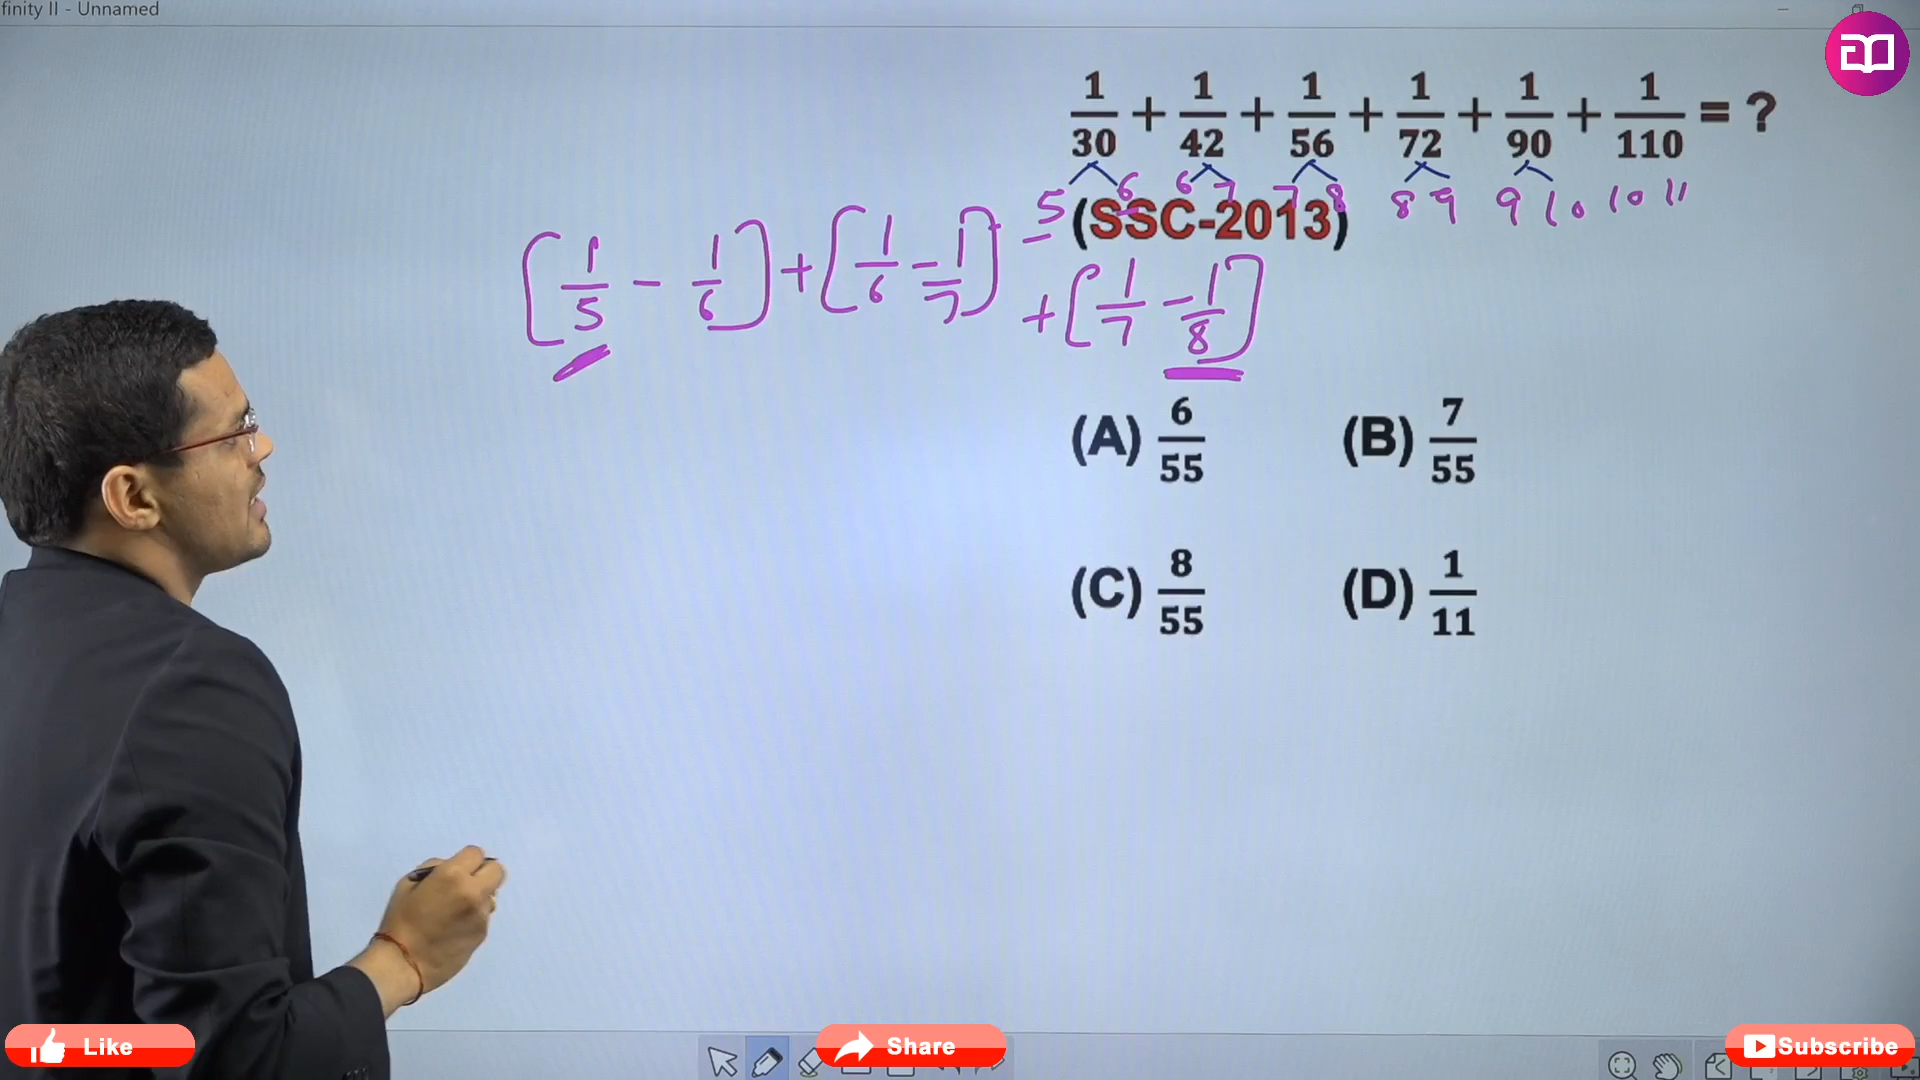 finity II - Unnamed
1/30 + 1/42 + 1/56 + 1/72 + 1/90 + 1/110 = ?
5 6 6 7 7 8 8 9 9 10 10 11
(SSC-2013)
[1/5 - 1/6] + [1/6 - 1/7]
+ [1/7 - 1/8]
(A) 6/55 (B) 7/55
(C) 8/55 (D) 1/11
Like Share Subscribe